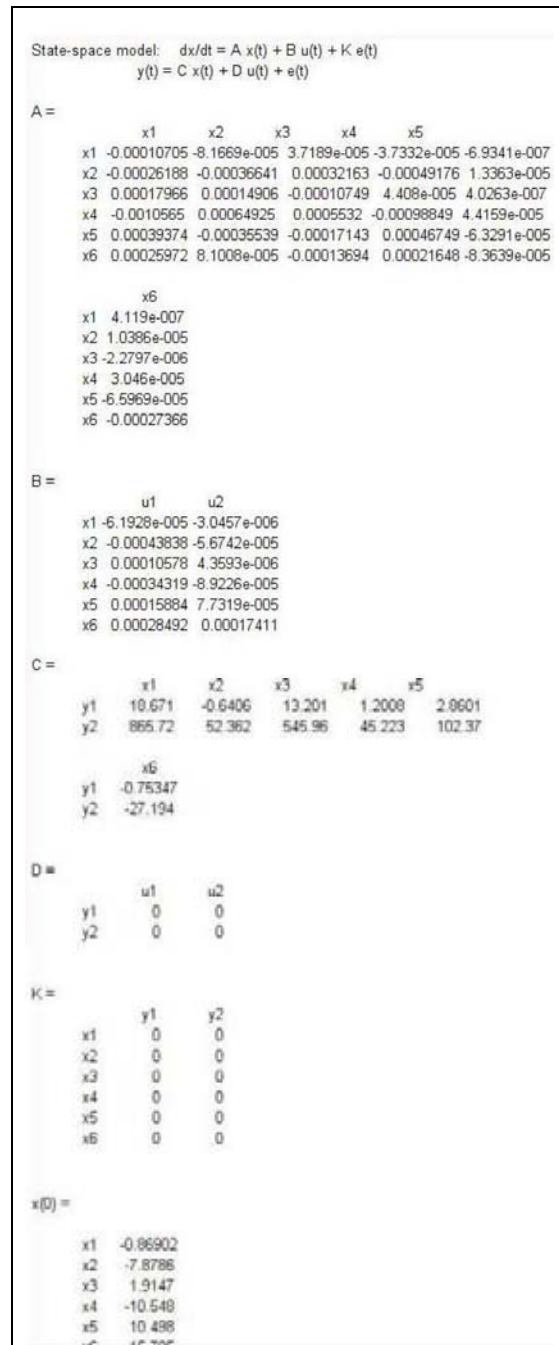 State-space model: dx/dt = A x(t) + B u(t) + K e(t)
y(t) = C x(t) + D u(t) + e(t)
A =
x1 x2 x3 x4 x5
x1 -0.00010705 -8.1669e-005 3.7189e-005 -3.7332e-005 -6.9341e-007
x2 -0.00026188 -0.00036641 0.00032163 -0.00049176 1.3363e-005
x3 0.00017966 0.00014906 -0.00010749 4.408e-005 4.0263e-007
x4 -0.0010565 0.00064925 0.0005532 -0.00098849 4.4159e-005
x5 0.00039374 -0.00035539 -0.00017143 0.00046749 -6.3291e-005
x6 0.00025972 8.1008e-005 -0.00013694 0.00021648 -8.3639e-005
x6
x1 4.119e-007
x2 1.0386e-005
x3 -2.2797e-006
x4 3.046e-005
x5 -6.5969e-005
x6 -0.00027366
B =
u1 u2
x1 -6.1928e-005 -3.0457e-006
x2 -0.00043838 -5.6742e-005
x3 0.00010578 4.3593e-006
x4 -0.00034319 -8.9226e-005
x5 0.00015884 7.7319e-005
x6 0.00028492 0.00017411
C =
x1 x2 x3 x4 x5
y1 18.671 -0.6406 13.201 1.2008 2.8601
y2 865.72 52.362 545.96 45.223 102.37
x6
y1 -0.75347
y2 -27.194
D =
u1 u2
y1 0 0
y2 0 0
K =
y1 y2
x1 0 0
x2 0 0
x3 0 0
x4 0 0
x5 0 0
x6 0 0
x(0) =
x1 -0.86902
x2 -7.8786
x3 1.9147
x4 -10.548
x5 10.498